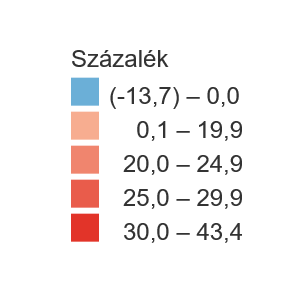 Százalék
(-13,7) – 0,0
0,1 – 19,9
20,0 – 24,9
25,0 – 29,9
30,0 – 43,4